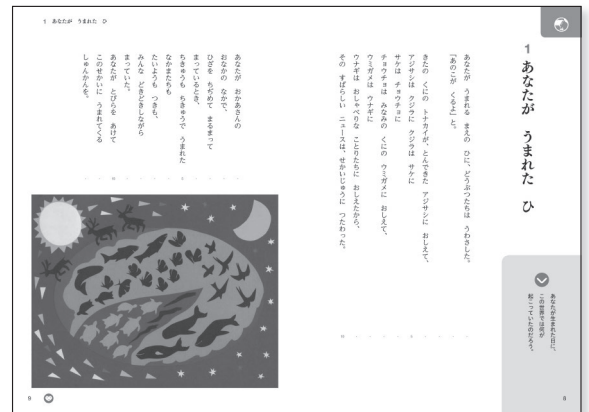 1
あなたが　うまれた　ひ
あなたが生まれた日に、
この世界では何が
起こっていたのだろう。
あなたが　うまれる　まえの　ひに、どうぶつたちは　うわさした。
「あのこが　くるよ」と。
きたの　くにの　トナカイが、とんできた　アジサシに　おしえて、
アジサシは　クジラに　クジラは　サケに
サケは　チョウチョに
チョウチョは　みなみの　くにの　ウミガメに　おしえて、
ウミガメは　ウナギに
ウナギは　おしゃべりな　ことりたちに　おしえたから、
その　すばらしい　ニュースは、せかいじゅうに　つたわった。
8
1　あなたが　うまれた　ひ
あなたが　おかあさんの
おなかの　なかで、
ひざを　ちぢめて　まるまって
まっているとき、
ちきゅうも　ちきゅうで　うまれた
なかまたちも
たいようも　つきも、
みんな　どきどきしながら
まっていた。
あなたが　とびらを　あけて
このせかいに　うまれてくる
しゅんかんを。
9